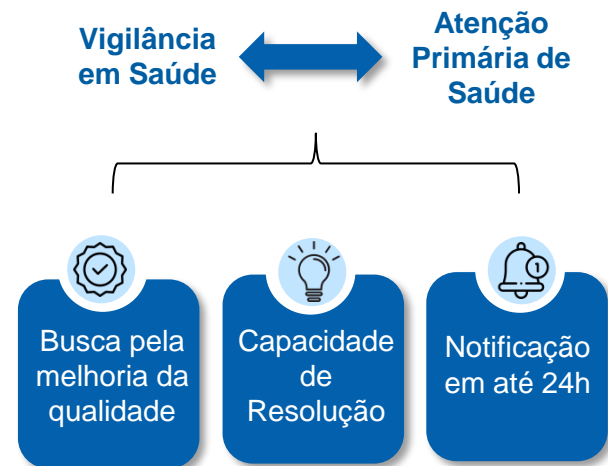 Vigilância
em Saúde
Atenção
Primária de
Saúde
Busca pela
melhoria da
qualidade
Capacidade
de
Resolução
1
Notificação
em até 24h